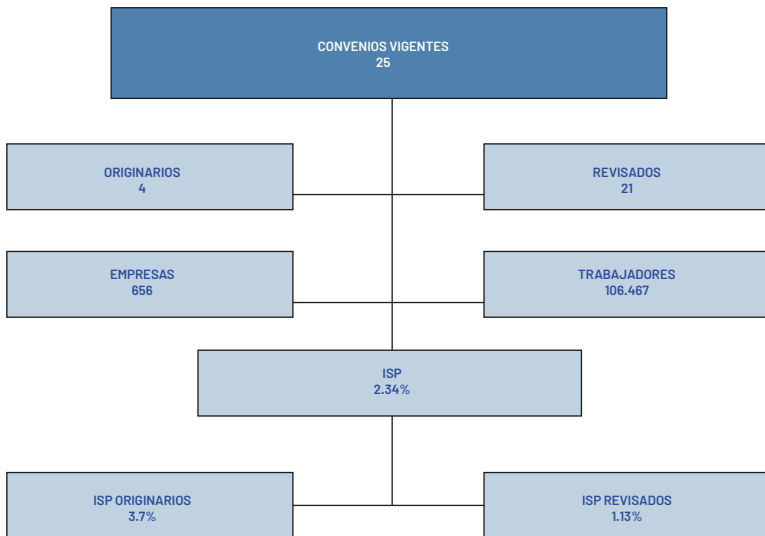 CONVENIOS VIGENTES
25
ORIGINARIOS
4
REVISADOS
21
EMPRESAS
656
TRABAJADORES
106.467
ISP
2.34%
ISP ORIGINARIOS
3.7%
ISP REVISADOS
1.13%